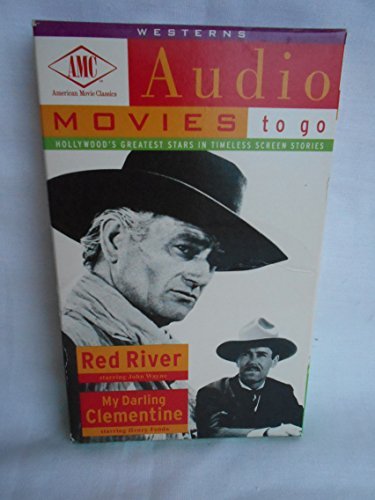 WESTERNS
AMC
American Movie Classics
Audio
MOVIES to go
HOLLYWOOD'S GREATEST STARS IN TIMELESS SCREEN STORIES
Red River
starring John Wayne
My Darling
Clementine
starring Henry Fonda